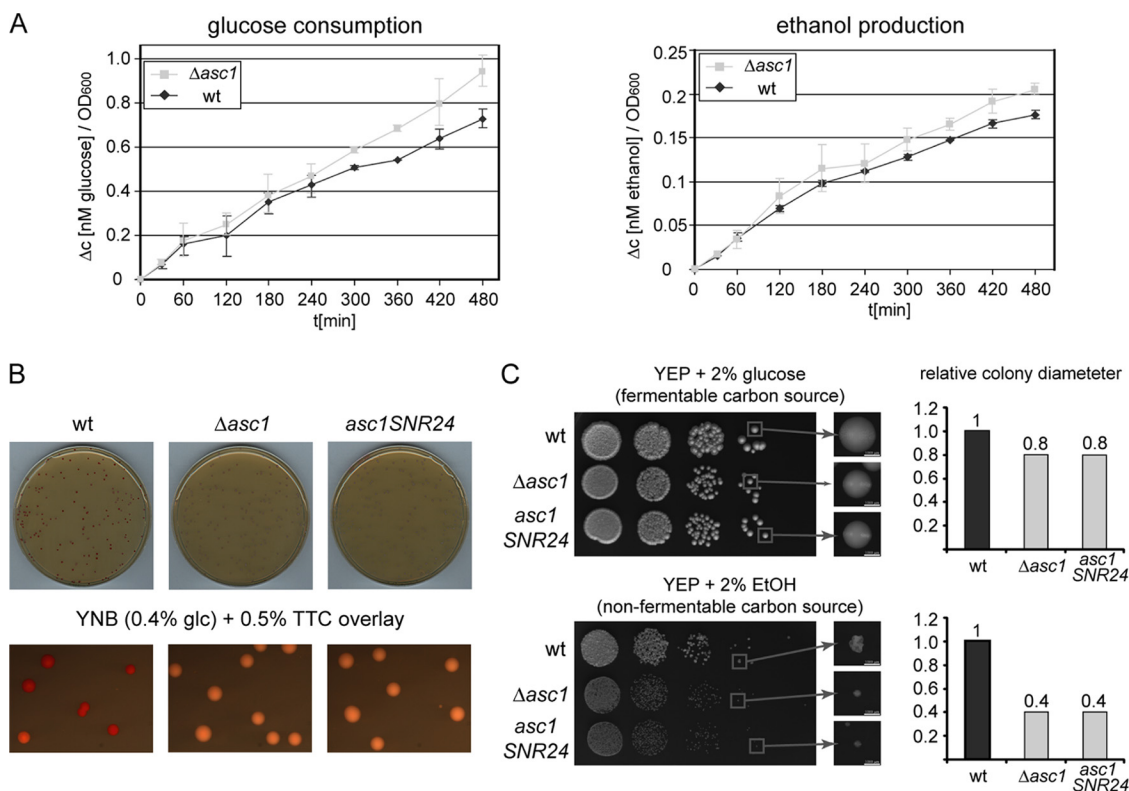 A
glucose consumption
Δc [nM glucose] / OD600
1.0
0.8
0.6
0.4
0.2
0
Δasc1
wt
0 60 120 180 240 300 360 420 480
t[min]
ethanol production
Δc [nM ethanol] / OD600
0.25
0.2
0.15
0.1
0.05
0
Δasc1
wt
0 60 120 180 240 300 360 420 480
t[min]
B
wt Δasc1 asc1SNR24
YNB (0.4% glc) + 0.5% TTC overlay
C
YEP + 2% glucose
(fermentable carbon source)
wt
Δasc1
asc1
SNR24
relative colony diameteter
1.2
1.0
0.8
0.6
0.4
0.2
1
0.8
0.8
wt Δasc1 asc1
SNR24
YEP + 2% EtOH
(non-fermentable carbon source)
wt
Δasc1
asc1
SNR24
1.2
1.0
0.8
0.6
0.4
0.2
1
0.4
0.4
wt Δasc1 asc1
SNR24